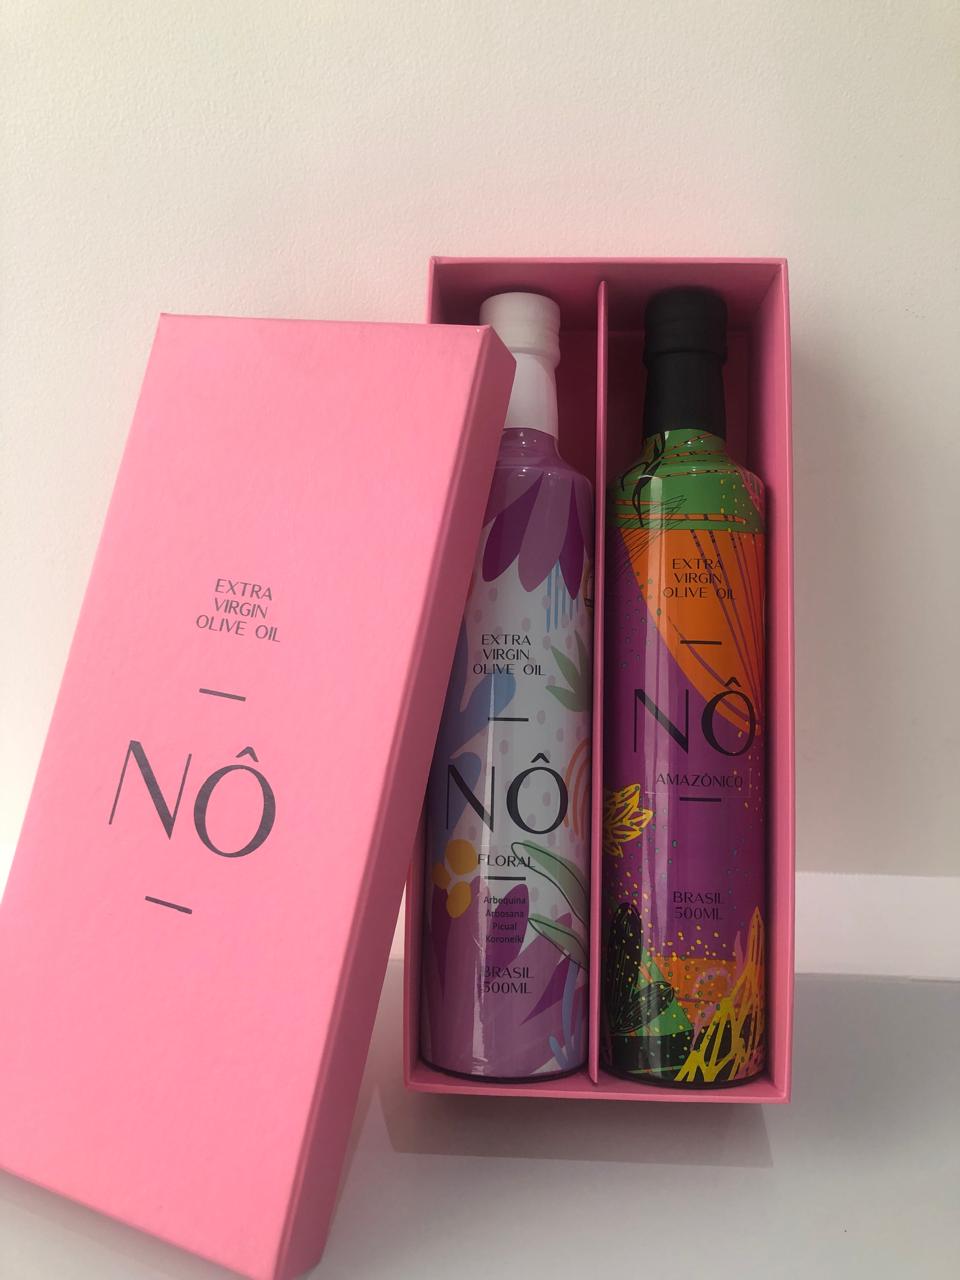 EXTRA
VIRGIN
OLIVE OIL
NÔ
EXTRA
VIRGIN
OLIVE OIL
NÔ
FLORAL
Arbequina
Arbosana
Picual
Koroneiki
BRASIL
500ML
EXTRA
VIRGIN
OLIVE OIL
NÔ
AMAZÔNICO
BRASIL
500ML